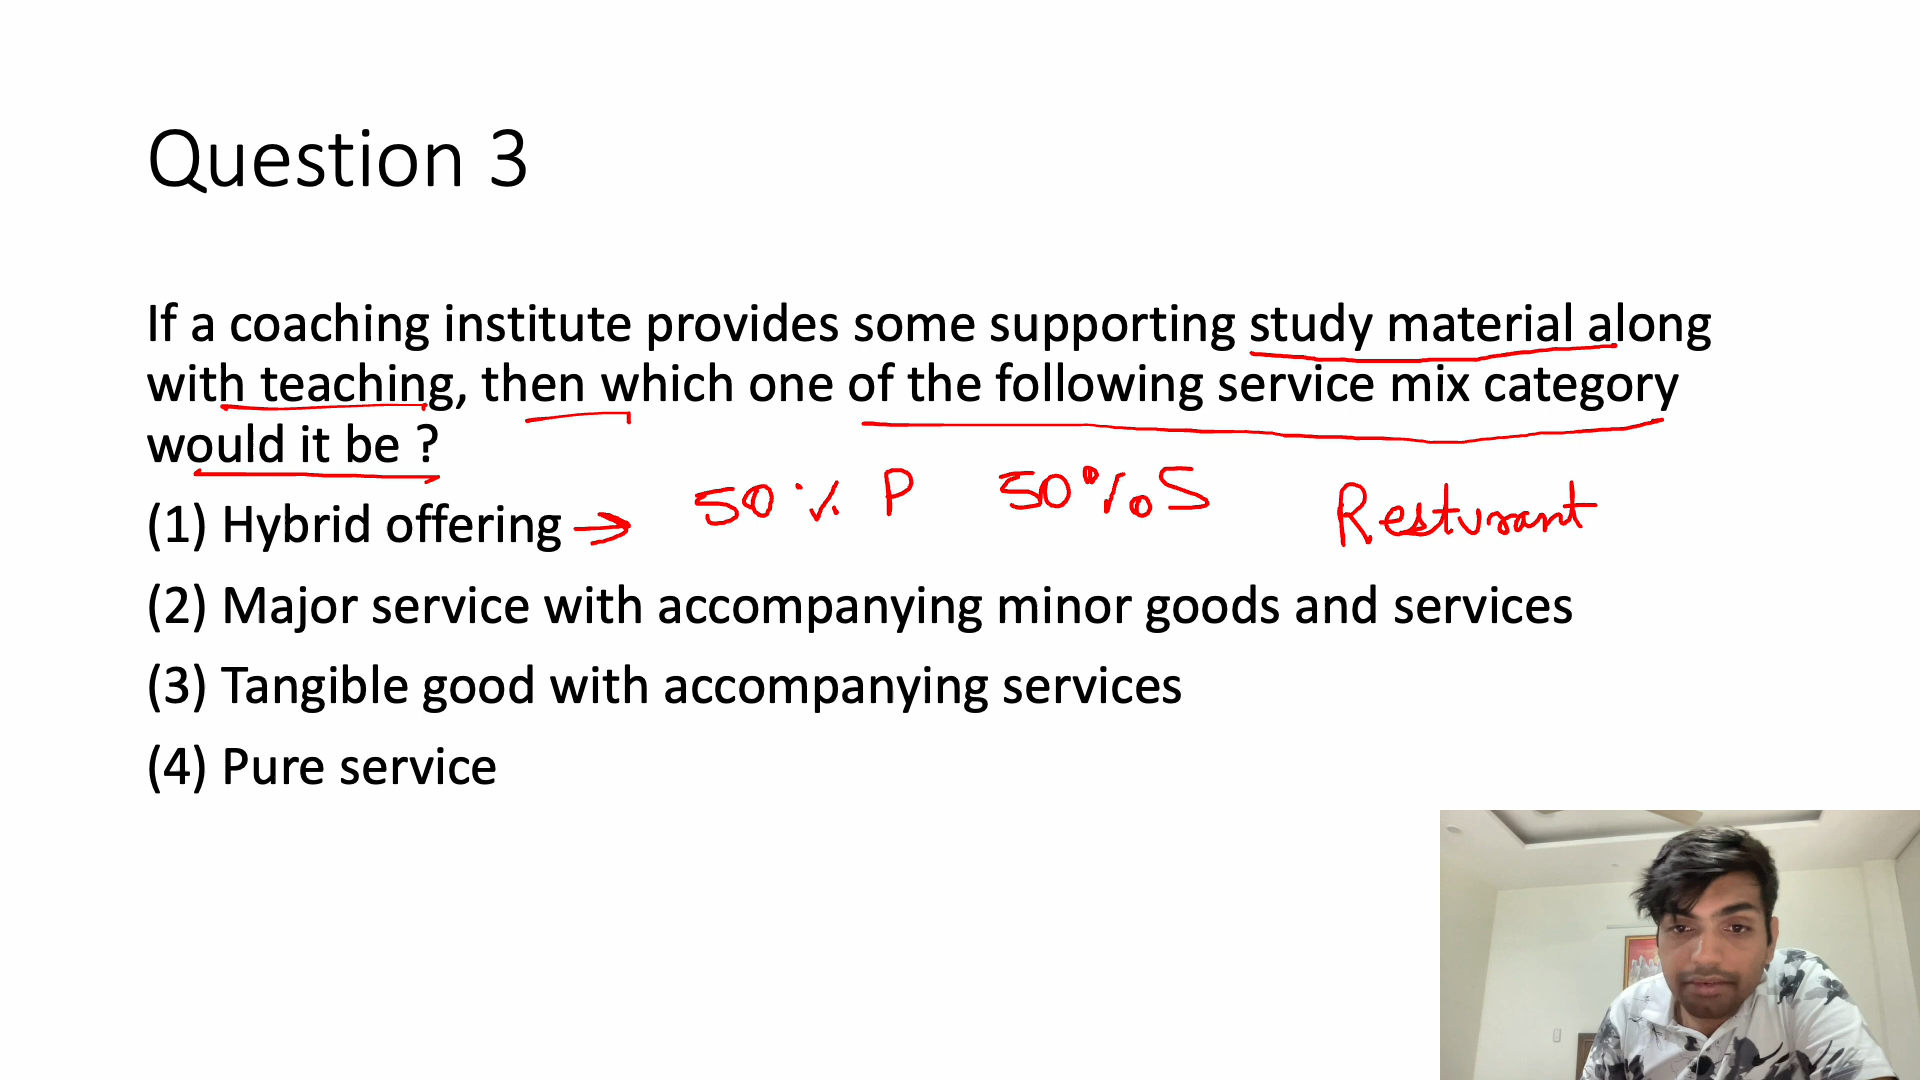 Question 3
If a coaching institute provides some supporting study material along
with teaching, then which one of the following service mix category
would it be ?
(1) Hybrid offering → 50% P 50% S Resturant
(2) Major service with accompanying minor goods and services
(3) Tangible good with accompanying services
(4) Pure service